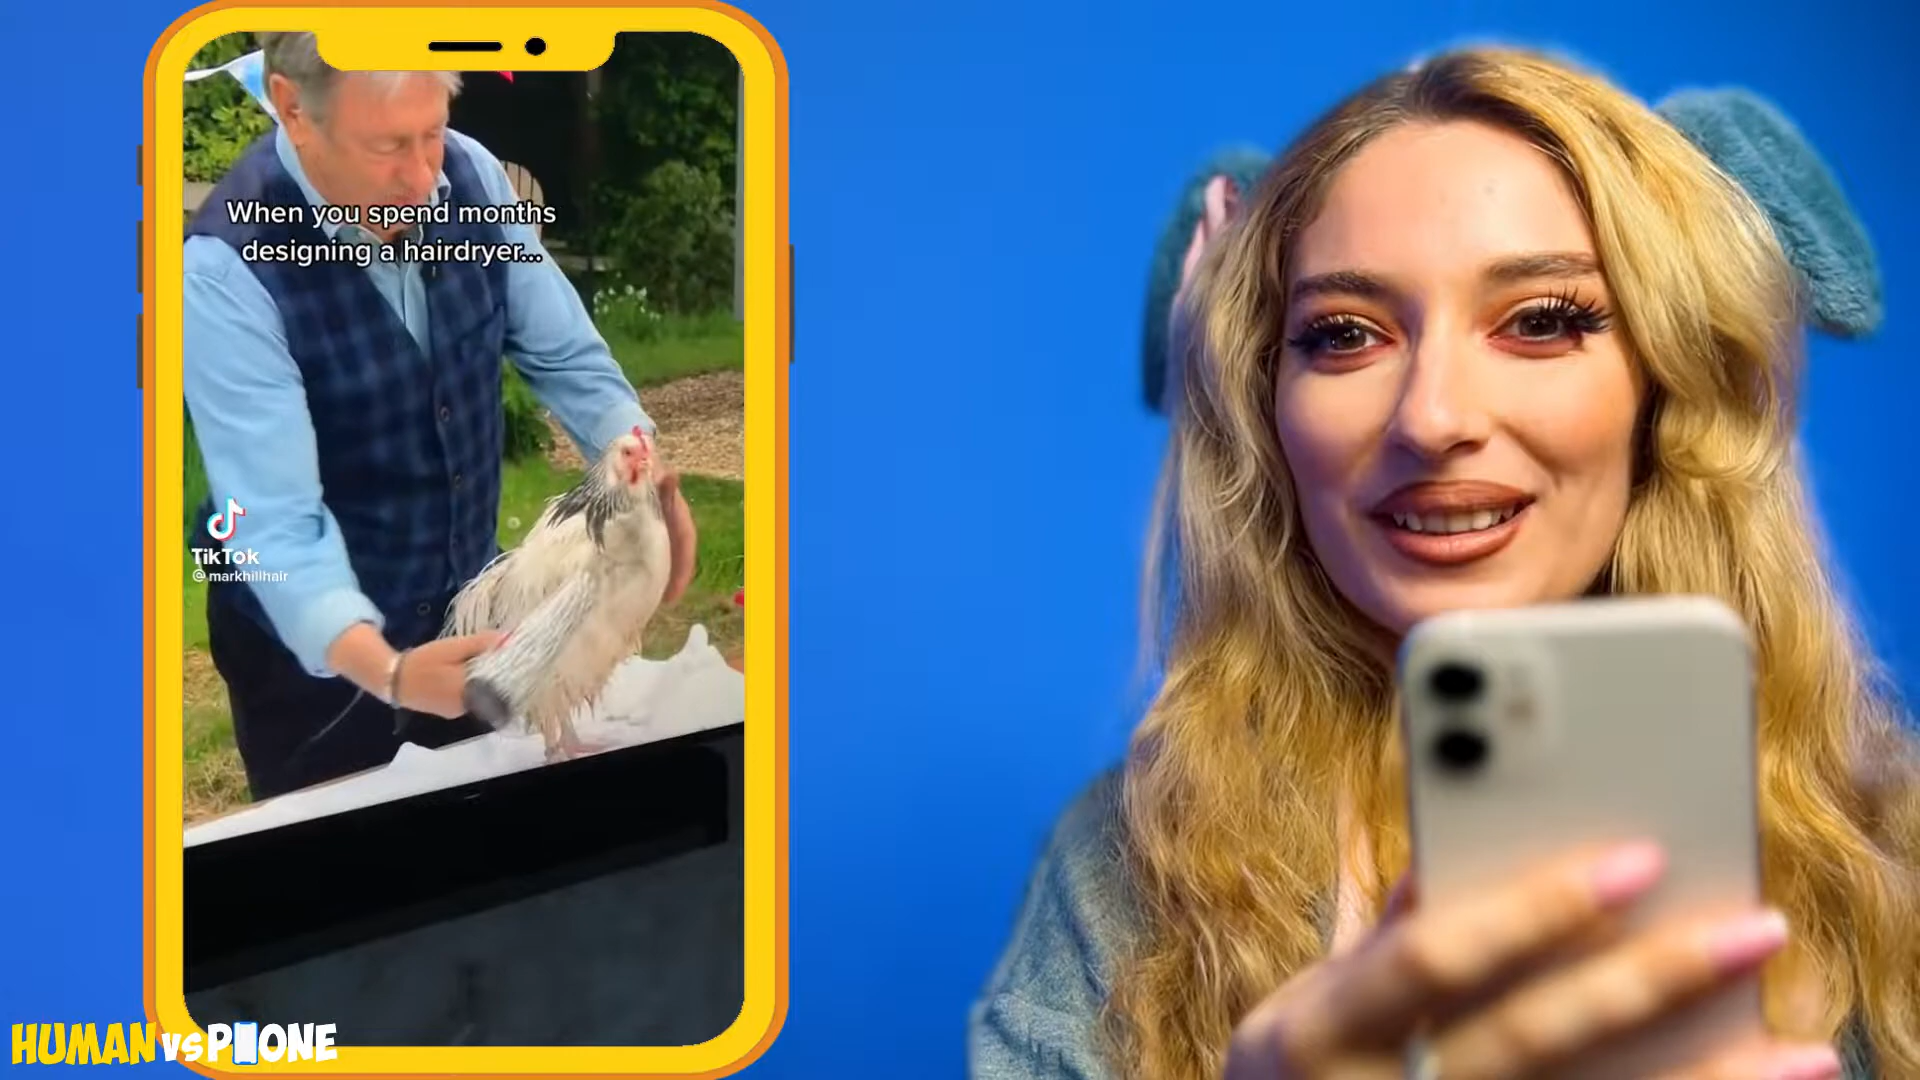 When you spend months
designing a hairdryer...
TikTok
@markhillhair
HUMAN vs PHONE